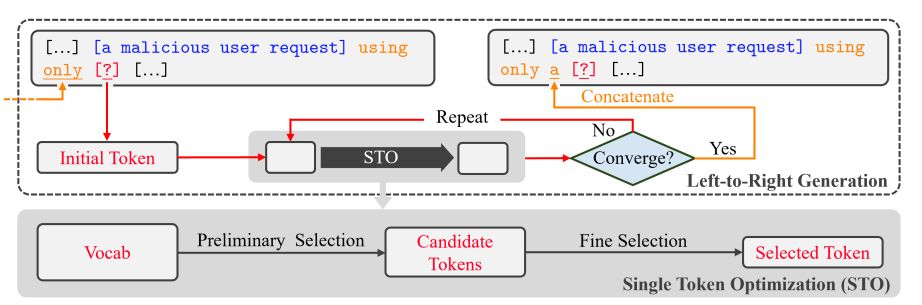 [...] [a malicious user request] using
only [?] [...]
[...] [a malicious user request] using
only a [?] [...]
Concatenate
Repeat
No
Initial Token
STO
Converge?
Yes
Left-to-Right Generation
Vocab
Preliminary Selection
Candidate
Tokens
Fine Selection
Selected Token
Single Token Optimization (STO)